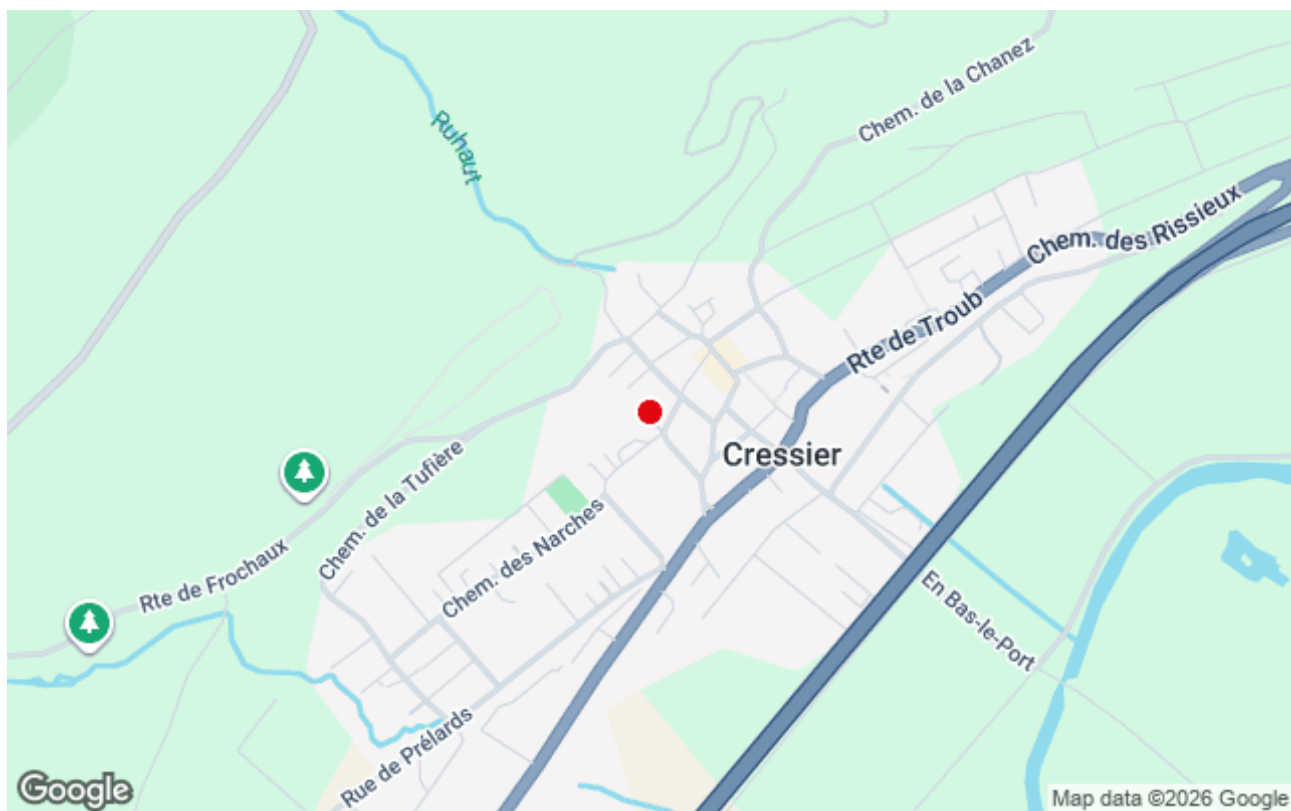 Chem. de la Chanez
Ruhaut
Chem. des Rissieux
Rte de Troub
Cressier
Chem. de la Tufière
Chem. des Narches
Rte de Frochaux
En Bas-le-Port
Rue de Prélards
Google
Map data ©2026 Google